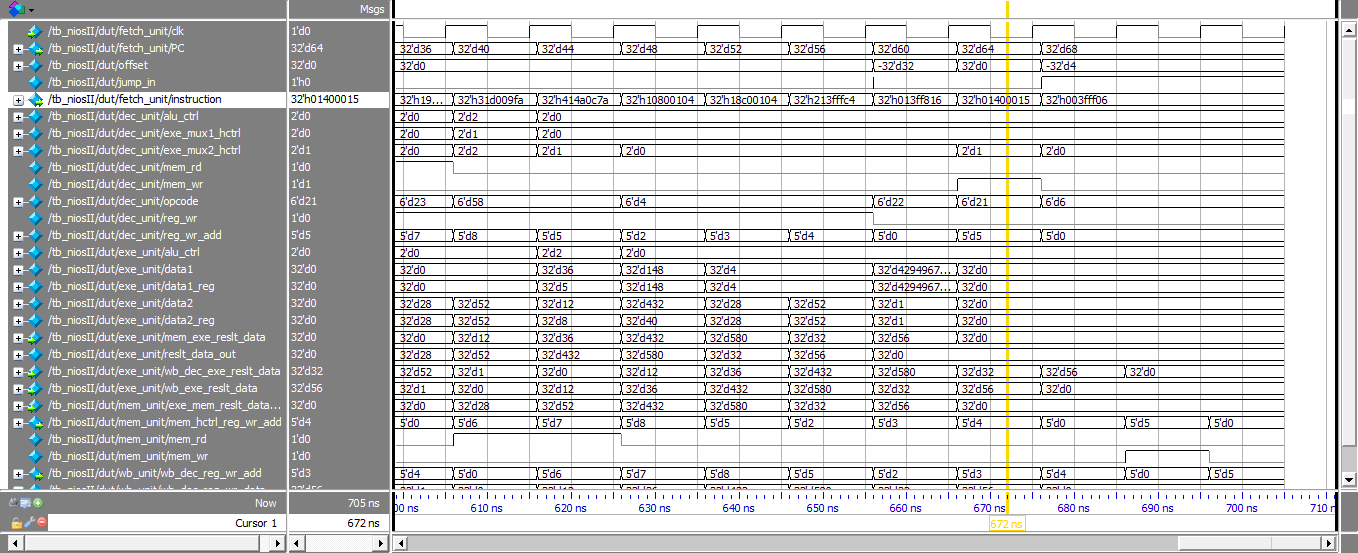 Msgs
/tb_niosII/dut/fetch_unit/clk 1'd0
/tb_niosII/dut/fetch_unit/PC 32'd64 32'd36 32'd40 32'd44 32'd48 32'd52 32'd56 32'd60 32'd64 32'd68
/tb_niosII/dut/offset 32'd0 32'd0 -32'd32 32'd0 -32'd4
/tb_niosII/dut/jump_in 1'h0
/tb_niosII/dut/fetch_unit/instruction 32'h01400015 32'h19... 32'h31d009fa 32'h414a0c7a 32'h10800104 32'h18c00104 32'h213fffc4 32'h013ff816 32'h01400015 32'h003fff06
/tb_niosII/dut/dec_unit/alu_ctrl 2'd0 2'd0 2'd2 2'd0
/tb_niosII/dut/dec_unit/exe_mux1_hctrl 2'd0 2'd0 2'd1 2'd0
/tb_niosII/dut/dec_unit/exe_mux2_hctrl 2'd1 2'd0 2'd2 2'd1 2'd0 2'd1 2'd0
/tb_niosII/dut/dec_unit/mem_rd 1'd0
/tb_niosII/dut/dec_unit/mem_wr 1'd1
/tb_niosII/dut/dec_unit/opcode 6'd21 6'd23 6'd58 6'd4 6'd22 6'd21 6'd6
/tb_niosII/dut/dec_unit/reg_wr 1'd0
/tb_niosII/dut/dec_unit/reg_wr_add 5'd5 5'd7 5'd8 5'd5 5'd2 5'd3 5'd4 5'd0 5'd5 5'd0
/tb_niosII/dut/exe_unit/alu_ctrl 2'd0 2'd0 2'd2 2'd0
/tb_niosII/dut/exe_unit/data1 32'd0 32'd0 32'd36 32'd148 32'd4 32'd4294967... 32'd0
/tb_niosII/dut/exe_unit/data1_reg 32'd0 32'd0 32'd5 32'd148 32'd4 32'd4294967... 32'd0
/tb_niosII/dut/exe_unit/data2 32'd0 32'd28 32'd52 32'd12 32'd432 32'd28 32'd52 32'd1 32'd0
/tb_niosII/dut/exe_unit/data2_reg 32'd0 32'd28 32'd52 32'd8 32'd40 32'd28 32'd52 32'd1 32'd0
/tb_niosII/dut/exe_unit/mem_exe_reslt_data 32'd0 32'd0 32'd12 32'd36 32'd432 32'd580 32'd32 32'd56 32'd0
/tb_niosII/dut/exe_unit/reslt_data_out 32'd0 32'd28 32'd52 32'd432 32'd580 32'd32 32'd56 32'd0
/tb_niosII/dut/exe_unit/wb_dec_exe_reslt_data 32'd32 32'd52 32'd1 32'd0 32'd12 32'd36 32'd432 32'd580 32'd32 32'd56 32'd0
/tb_niosII/dut/exe_unit/wb_exe_reslt_data 32'd56 32'd1 32'd0 32'd12 32'd36 32'd432 32'd580 32'd32 32'd56 32'd0
/tb_niosII/dut/mem_unit/exe_mem_reslt_data... 32'd0 32'd0 32'd28 32'd52 32'd432 32'd580 32'd32 32'd56 32'd0
/tb_niosII/dut/mem_unit/mem_hctrl_reg_wr_add 5'd4 5'd0 5'd6 5'd7 5'd8 5'd5 5'd2 5'd3 5'd4 5'd0 5'd5 5'd0
/tb_niosII/dut/mem_unit/mem_rd 1'd0
/tb_niosII/dut/mem_unit/mem_wr 1'd0
/tb_niosII/dut/wb_unit/wb_dec_reg_wr_add 5'd3 5'd4 5'd0 5'd6 5'd7 5'd8 5'd5 5'd2 5'd3 5'd4 5'd0 5'd5
Now 705 ns 00 ns 610 ns 620 ns 630 ns 640 ns 650 ns 660 ns 670 ns 680 ns 690 ns 700 ns 710 n
Cursor 1 672 ns 672 ns